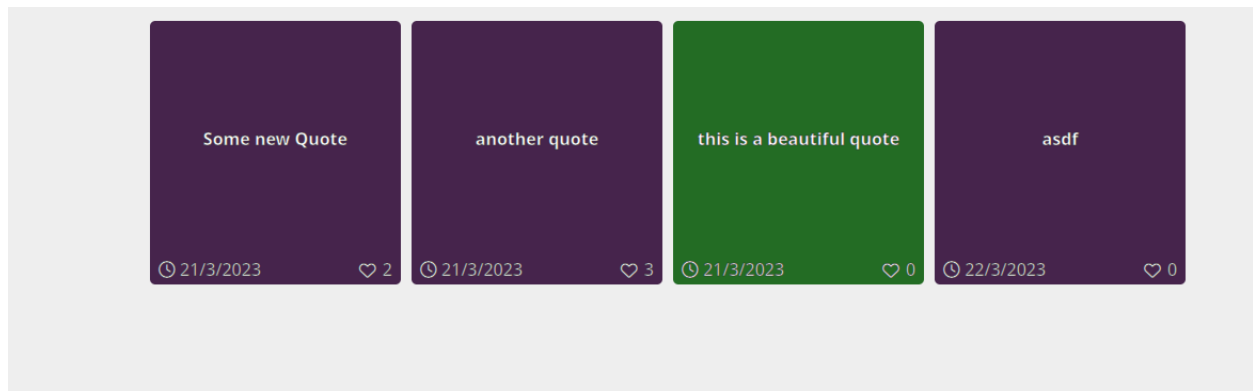 Some new Quote
another quote
this is a beautiful quote
asdf
21/3/2023 2
21/3/2023 3
21/3/2023 0
22/3/2023 0